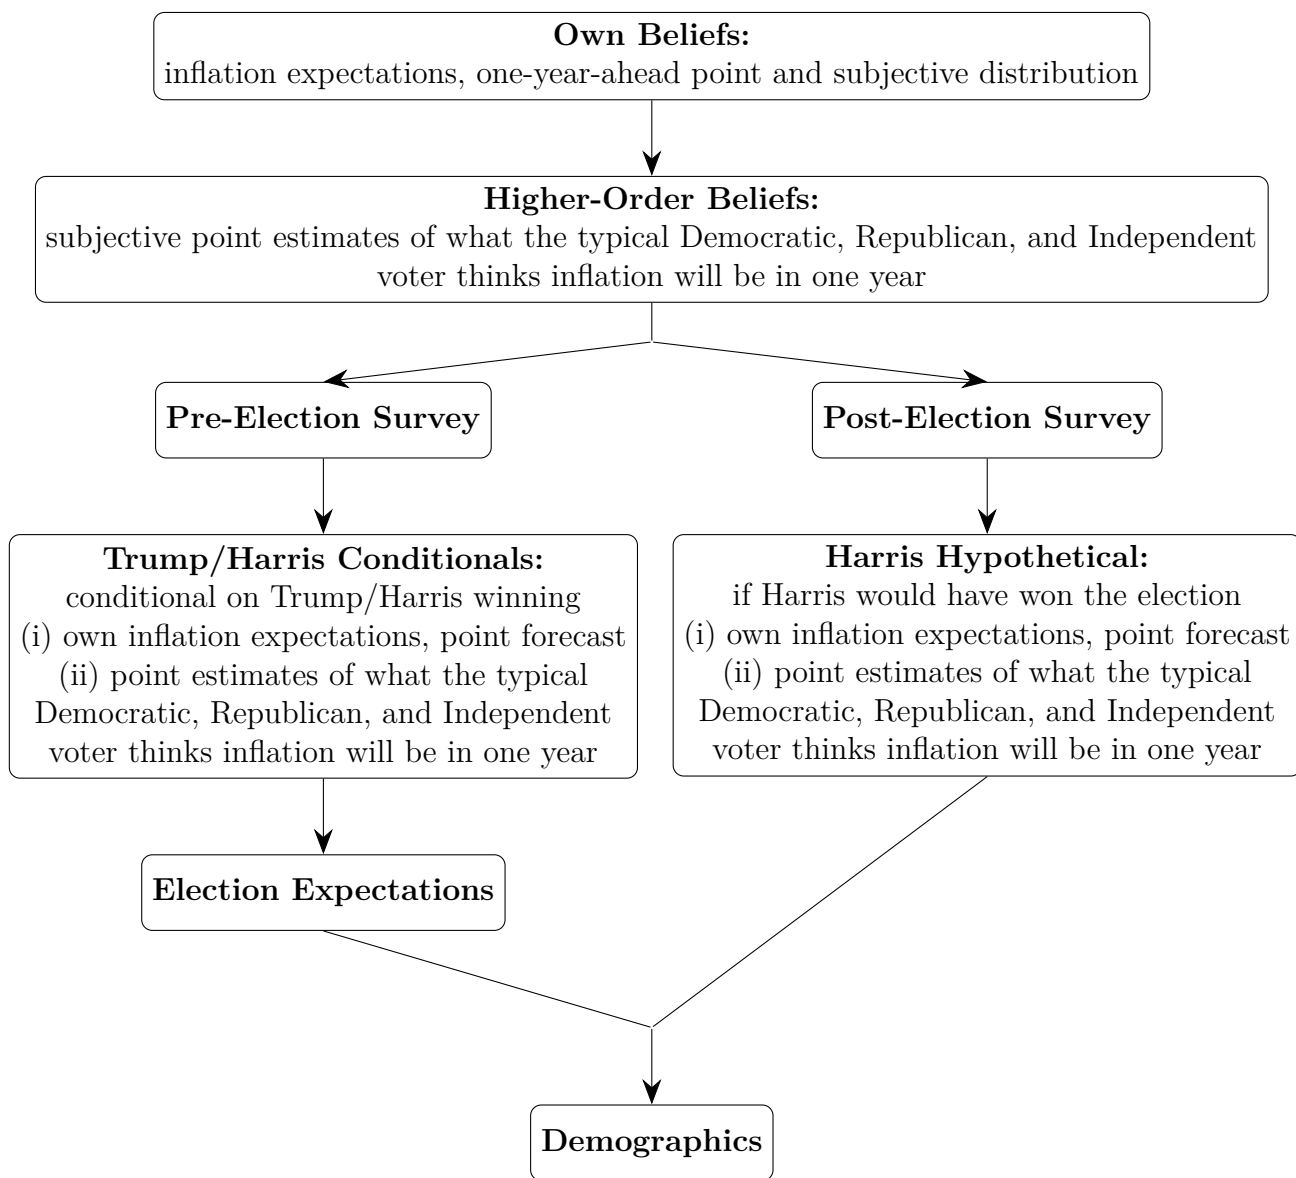 Own Beliefs:
inflation expectations, one-year-ahead point and subjective distribution
Higher-Order Beliefs:
subjective point estimates of what the typical Democratic, Republican, and Independent
voter thinks inflation will be in one year
Pre-Election Survey
Post-Election Survey
Trump/Harris Conditionals:
conditional on Trump/Harris winning
(i) own inflation expectations, point forecast
(ii) point estimates of what the typical
Democratic, Republican, and Independent
voter thinks inflation will be in one year
Harris Hypothetical:
if Harris would have won the election
(i) own inflation expectations, point forecast
(ii) point estimates of what the typical
Democratic, Republican, and Independent
voter thinks inflation will be in one year
Election Expectations
Demographics